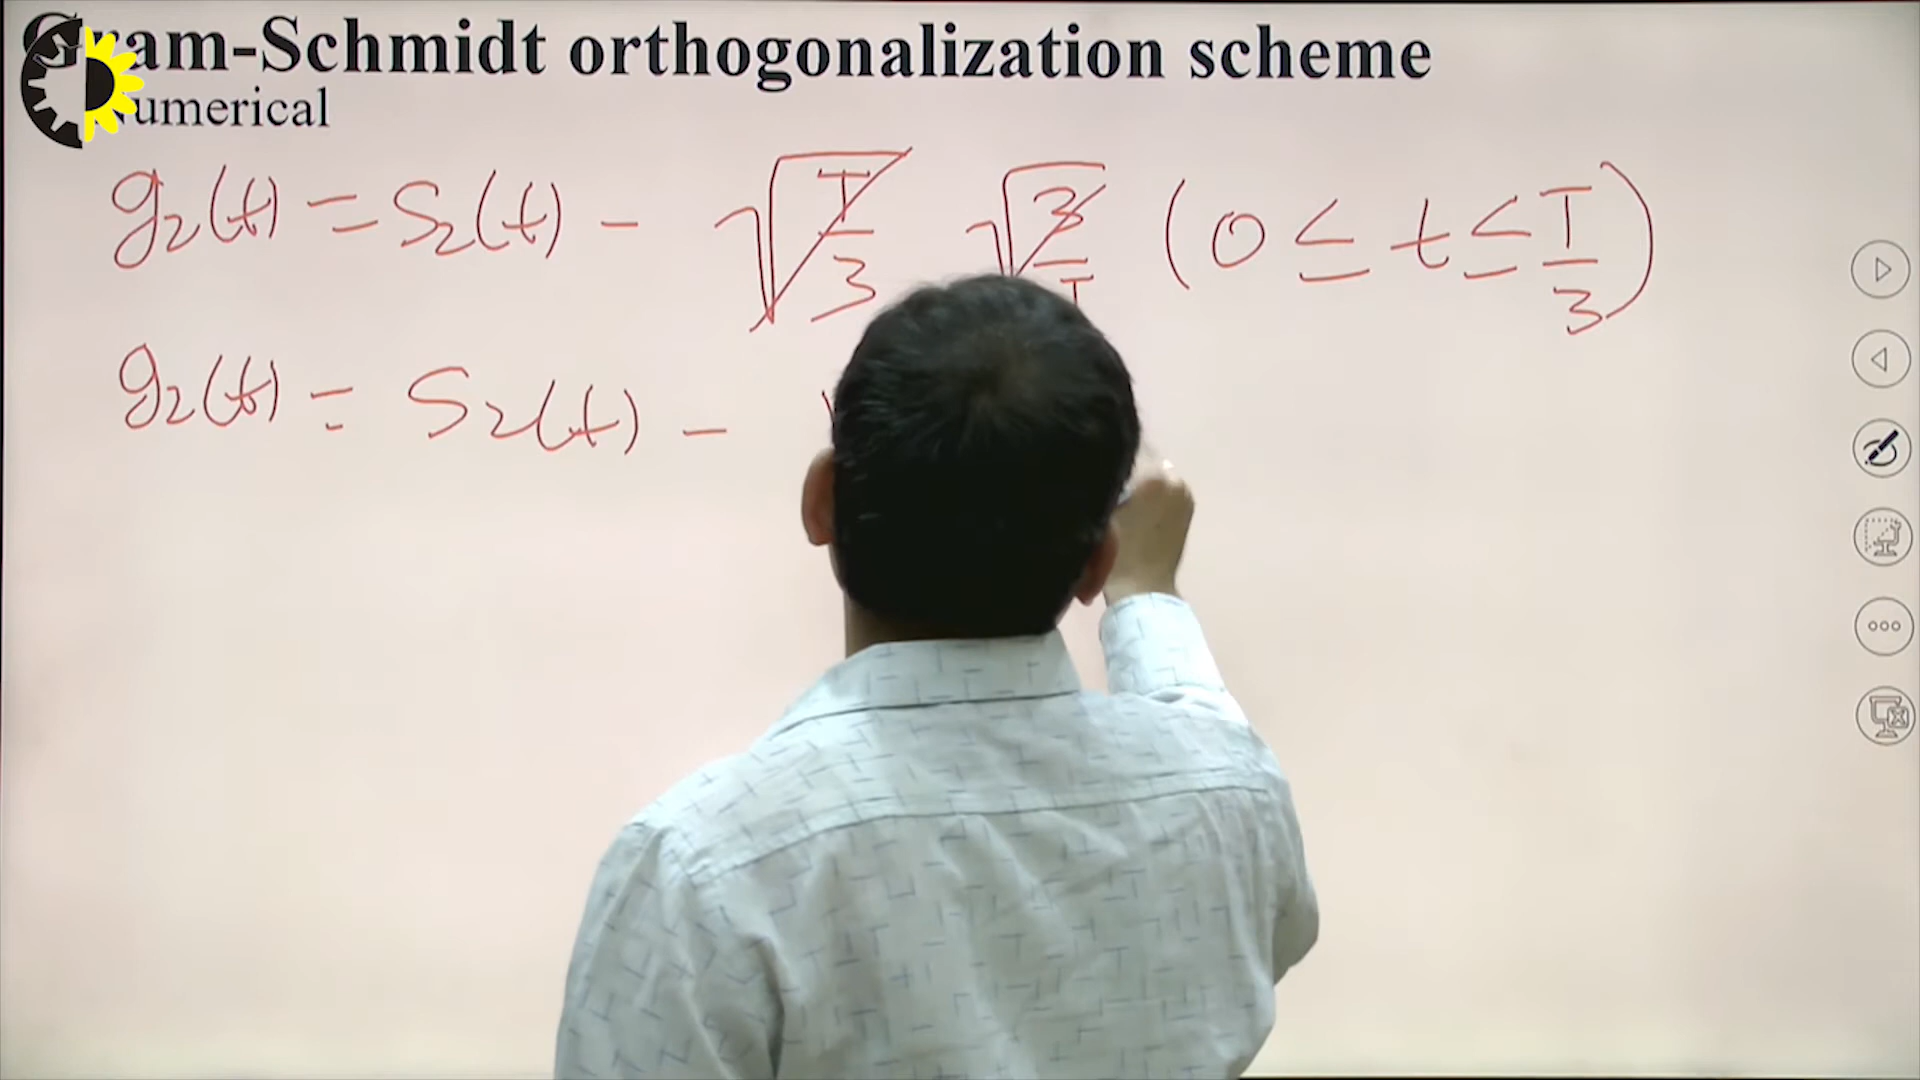 Gram-Schmidt orthogonalization scheme
Numerical
g₂(t) = S₂(t) - √(T/3) √(3/T) (0 ≤ t ≤ T/3)
g₂(t) = S₂(t) -